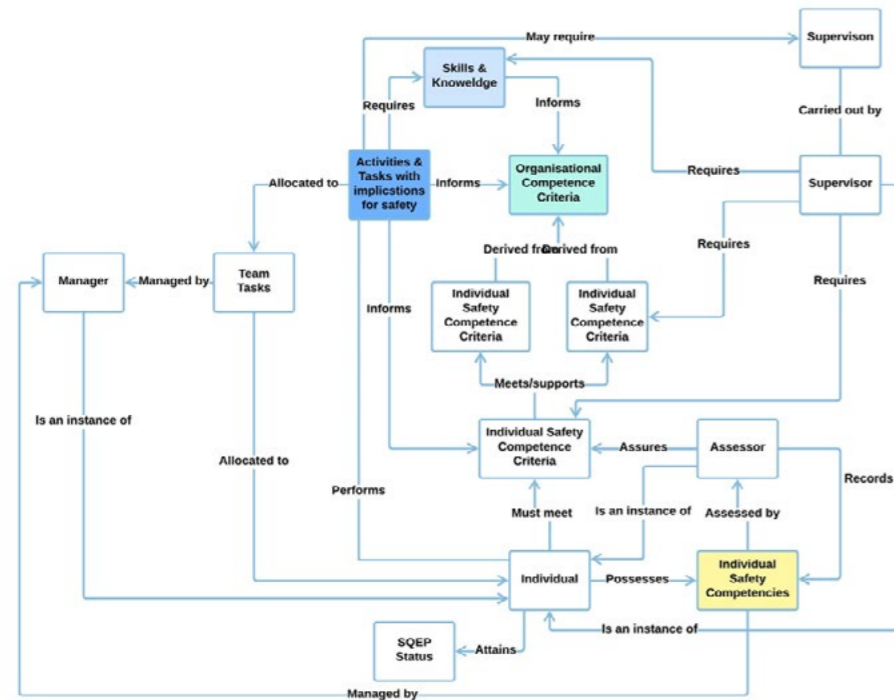 May require
Supervison
Skills &
Knoweldge
Requires
Informs
Carried out by
Activities &
Tasks with
implicstions
for safety
Allocated to
Informs
Organisational
Competence
Criteria
Requires
Supervisor
Derived from
Derived from
Requires
Manager
Managed by
Team
Tasks
Informs
Individual
Safety
Competence
Criteria
Individual
Safety
Competence
Criteria
Requires
Meets/supports
Is an instance of
Individual Safety
Competence
Criteria
Assures
Assessor
Allocated to
Records
Performs
Must meet
Is an instance of
Assessed by
Individual
Possesses
Individual
Safety
Competencies
SQEP
Status
Attains
Is an instance of
Managed by